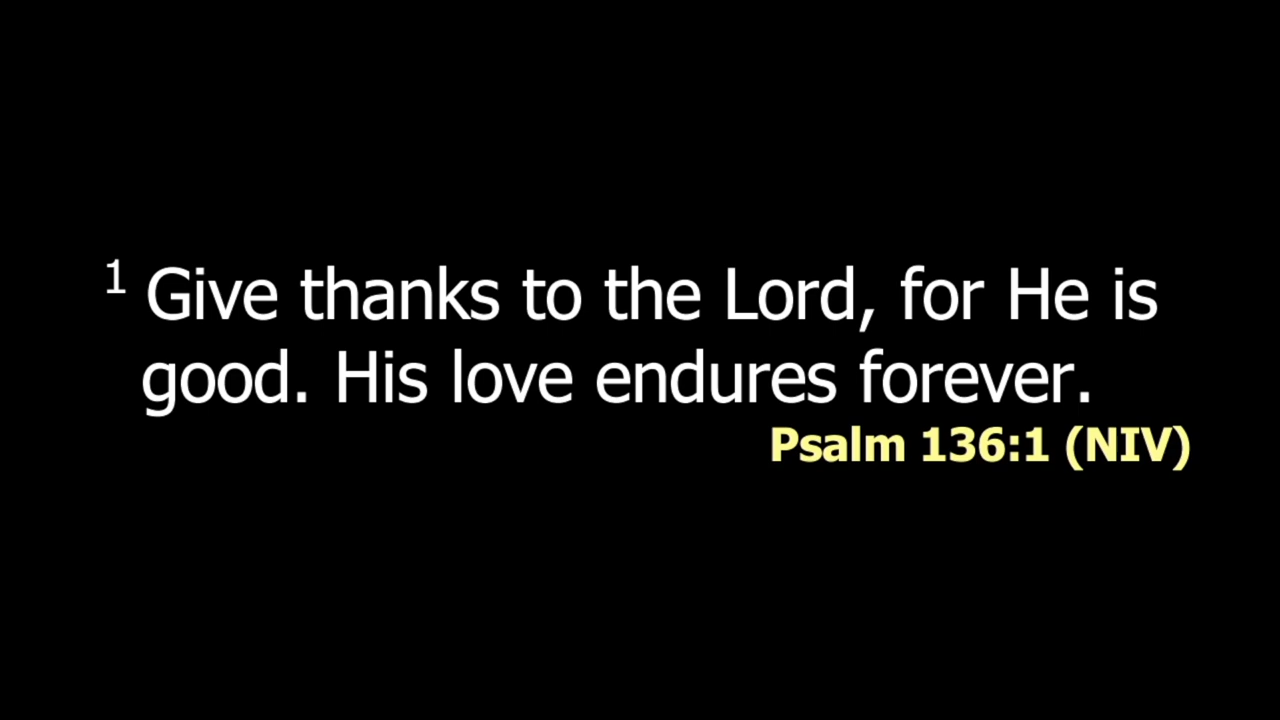 1 Give thanks to the Lord, for He is
good. His love endures forever.
Psalm 136:1 (NIV)